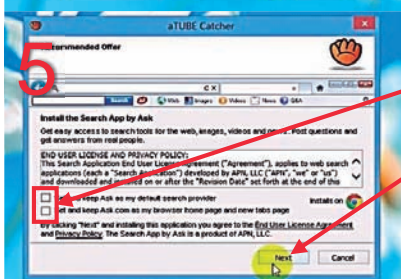 aTUBE Catcher
5
Recommended Offer
Search Web Images Videos News Q&A
Install the Search App by Ask
Get easy access to search tools for the web, images, videos and more. Post questions and
get answers from real people.
END USER LICENSE AND PRIVACY POLICY:
This Search Application End User License Agreement ("Agreement"), applies to web search
applications (each a "Search Application") developed by APN, LLC ("APN", "we" or "us")
and downloaded and installed on or after the "Revision Date" set forth at the end of this
keep Ask as my default search provider
Installs on
Set and keep Ask.com as my browser home page and new tabs page
By clicking "Next" and installing this application you agree to the End User License Agreement
and Privacy Policy. The Search App by Ask is a product of APN, LLC.
Next
Cancel